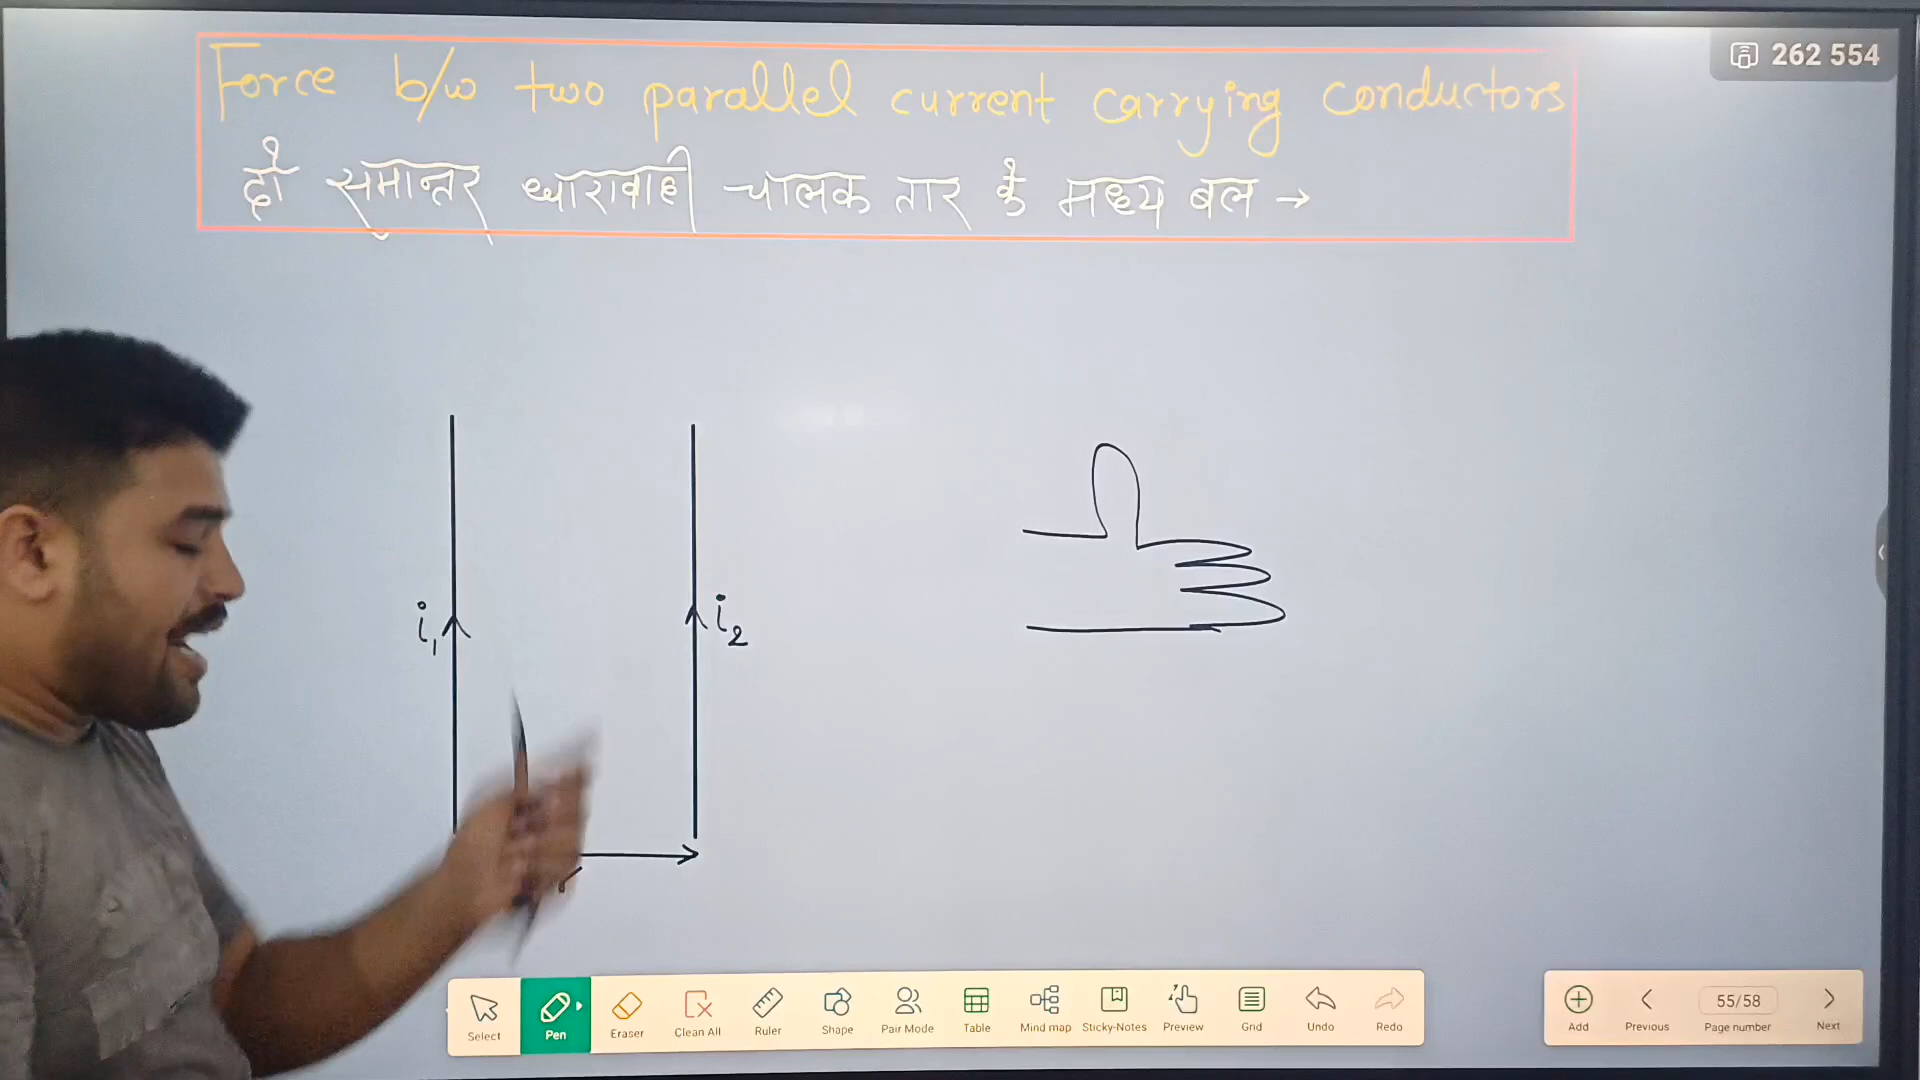 262 554
Force b/w two parallel current carrying conductors
दो समान्तर धारावाही चालक तार के मध्य बल →
i₁
i₂
r
Select
Pen
Eraser
Clean All
Ruler
Shape
Pair Mode
Table
Mind map
Sticky-Notes
Preview
Grid
Undo
Redo
Add
Previous
55/58
Page number
Next